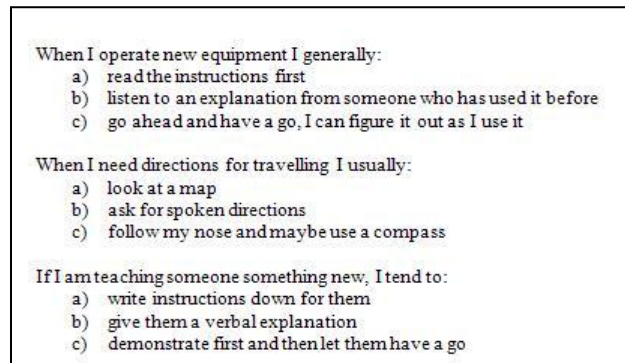 When I operate new equipment I generally:
a) read the instructions first
b) listen to an explanation from someone who has used it before
c) go ahead and have a go, I can figure it out as I use it
When I need directions for travelling I usually:
a) look at a map
b) ask for spoken directions
c) follow my nose and maybe use a compass
If I am teaching someone something new, I tend to:
a) write instructions down for them
b) give them a verbal explanation
c) demonstrate first and then let them have a go